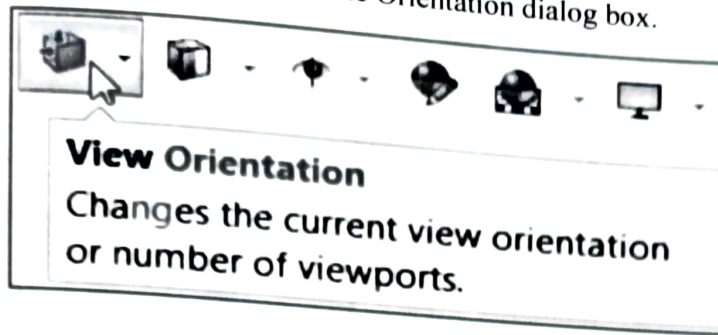 Orientation dialog box.
View Orientation
Changes the current view orientation
or number of viewports.